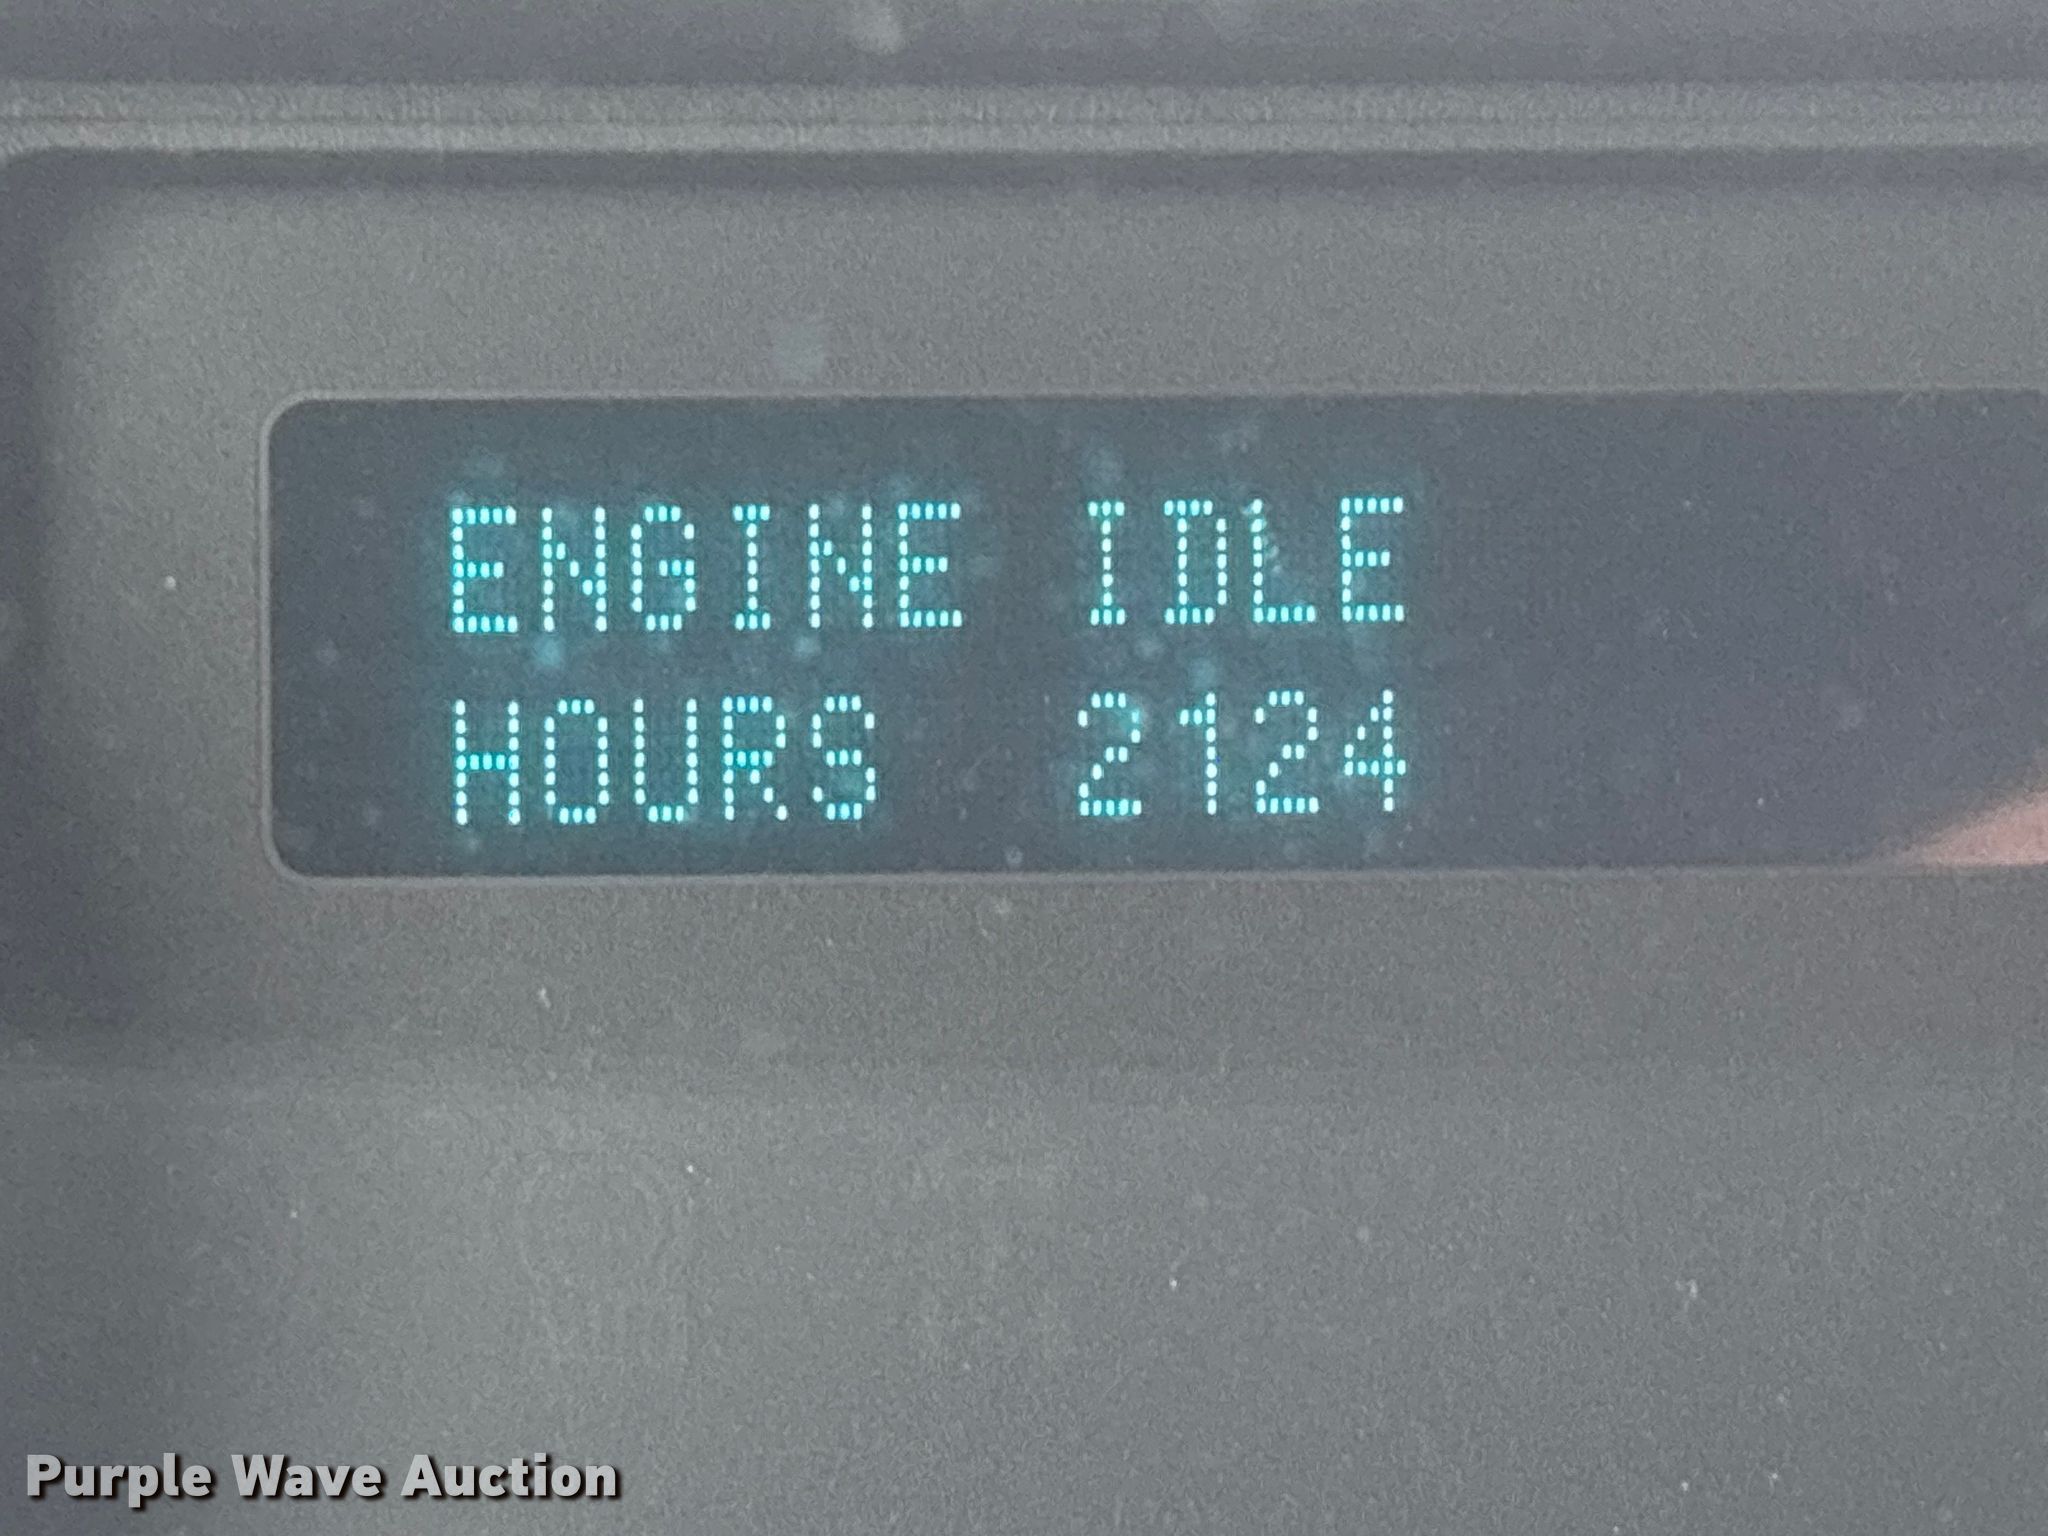 ENGINE IDLE
HOURS 2124
Purple Wave Auction